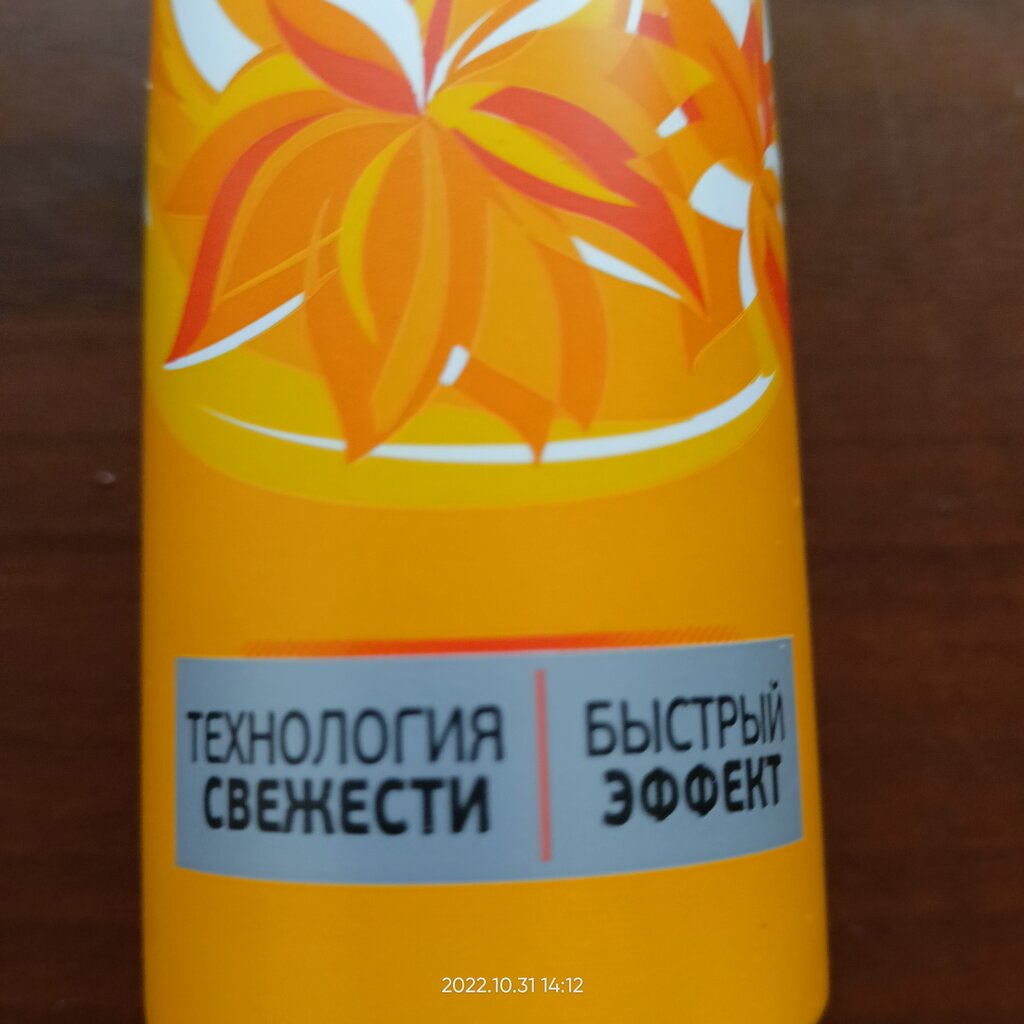 ТЕХНОЛОГИЯ
СВЕЖЕСТИ
БЫСТРЫЙ
ЭФФЕКТ
2022.10.31 14:12